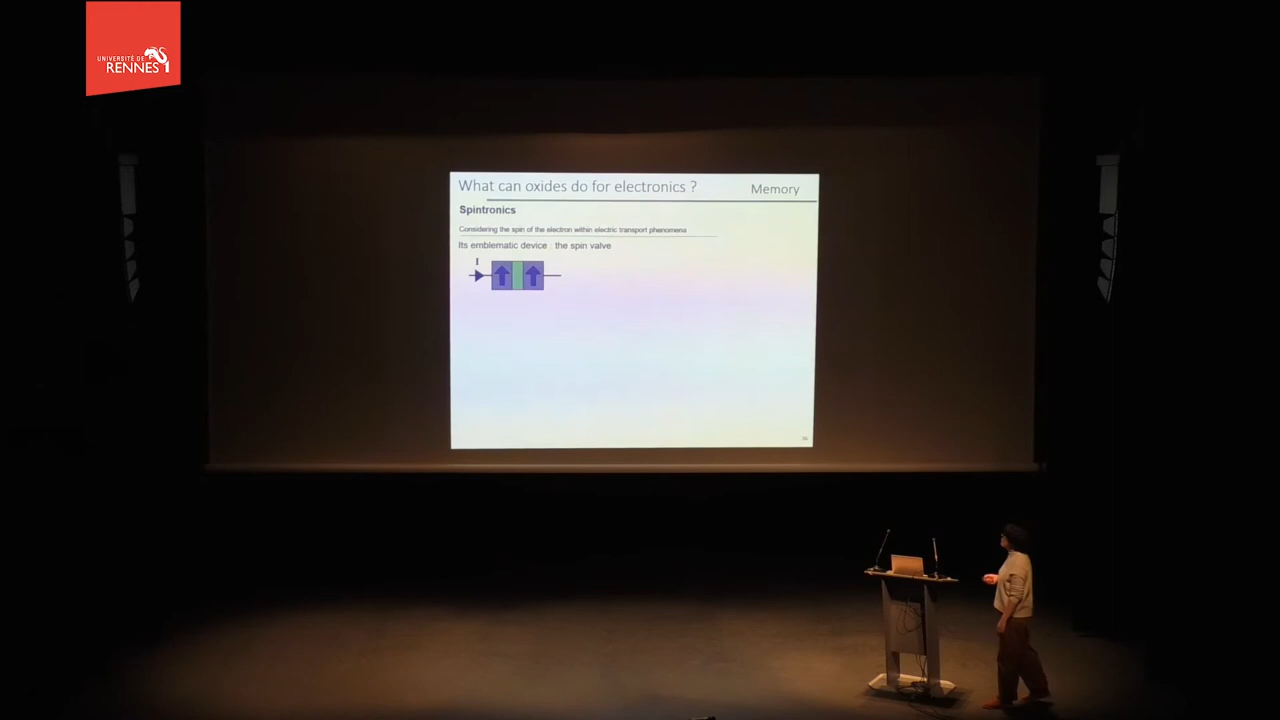 UNIVERSITÉ DE
RENNES 1
What can oxides do for electronics ?
Memory
Spintronics
Considering the spin of the electron within electric transport phenomena
Its emblematic device : the spin valve
I